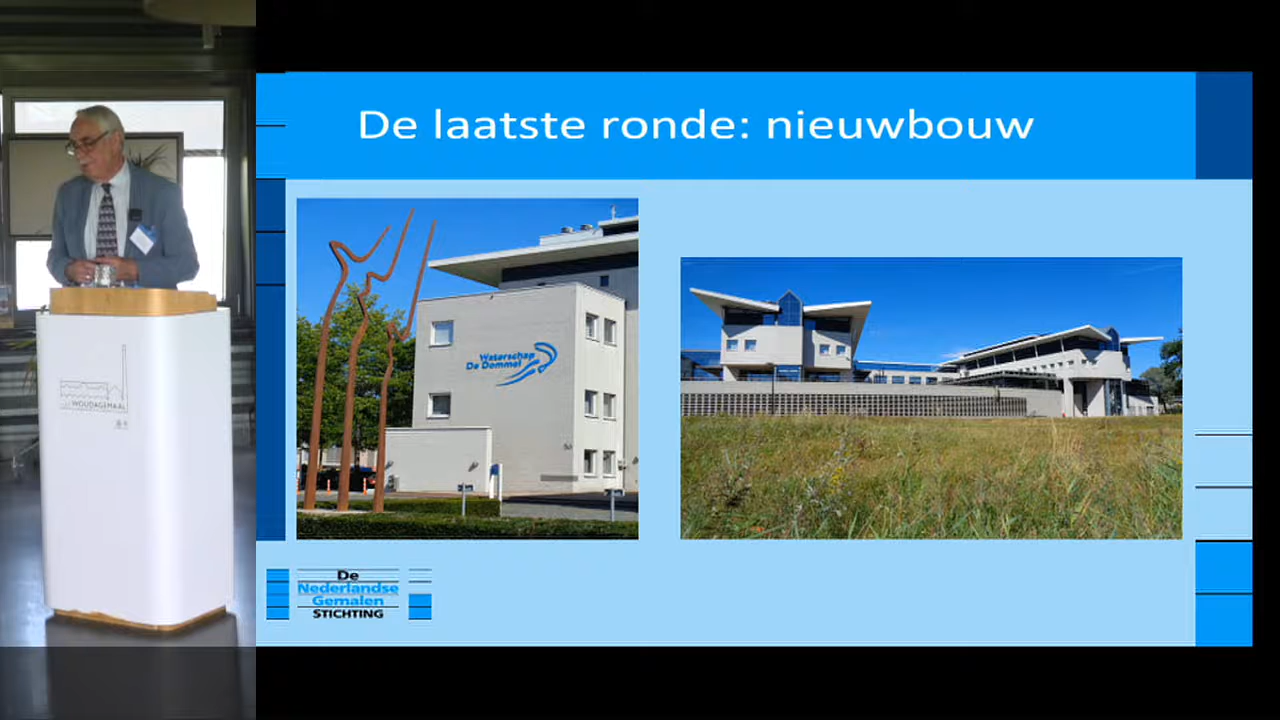 De laatste ronde: nieuwbouw
Waterschap
De Dommel
WOUDAGEMAAL
De
Nederlandse
Gemalen
STICHTING